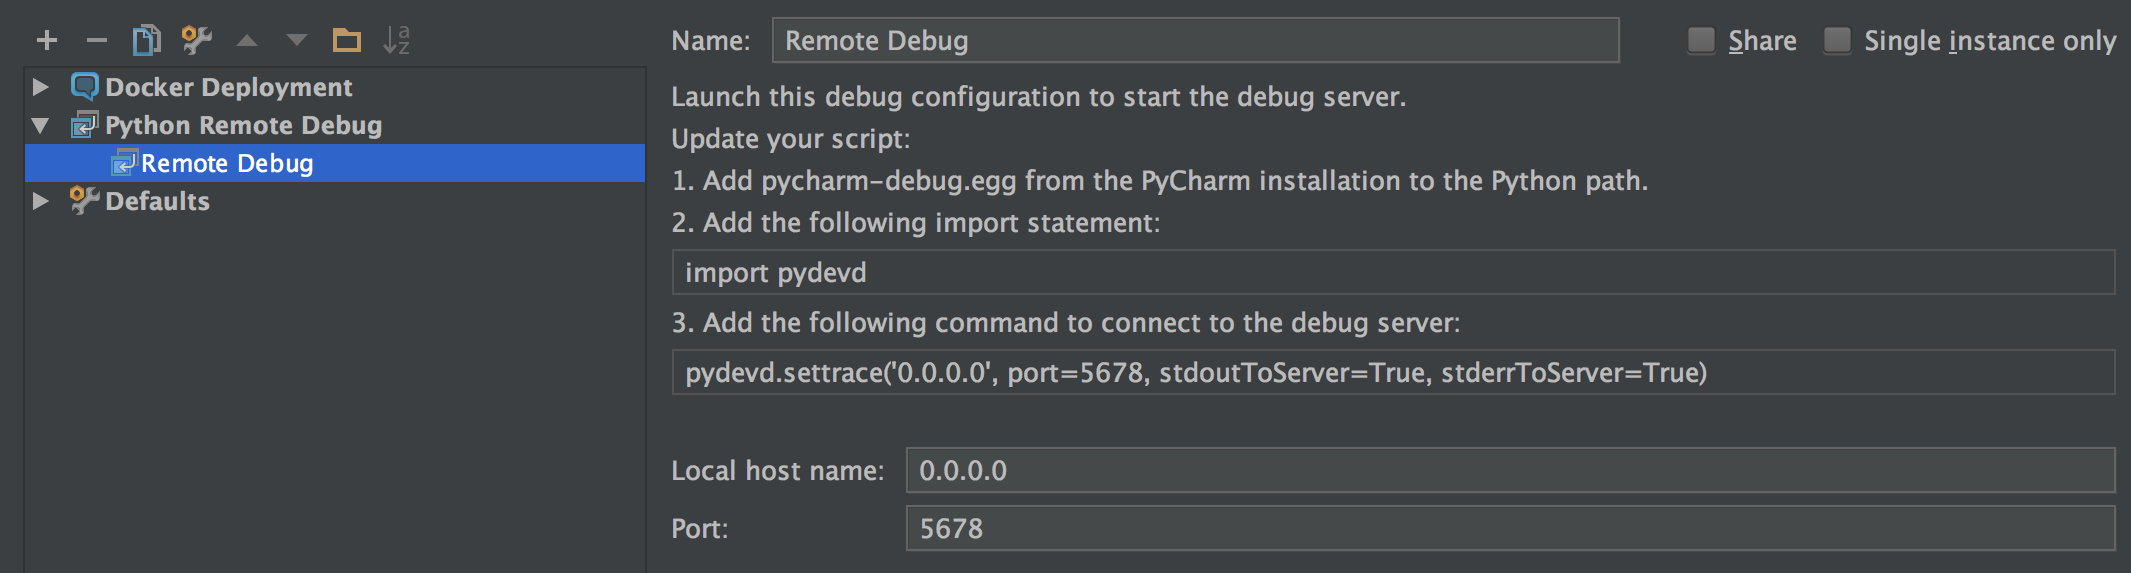 Docker Deployment
Python Remote Debug
Remote Debug
Defaults
a
z
Name: Remote Debug Share Single instance only
Launch this debug configuration to start the debug server.
Update your script:
1. Add pycharm-debug.egg from the PyCharm installation to the Python path.
2. Add the following import statement:
import pydevd
3. Add the following command to connect to the debug server:
pydevd.settrace('0.0.0.0', port=5678, stdoutToServer=True, stderrToServer=True)
Local host name: 0.0.0.0
Port: 5678